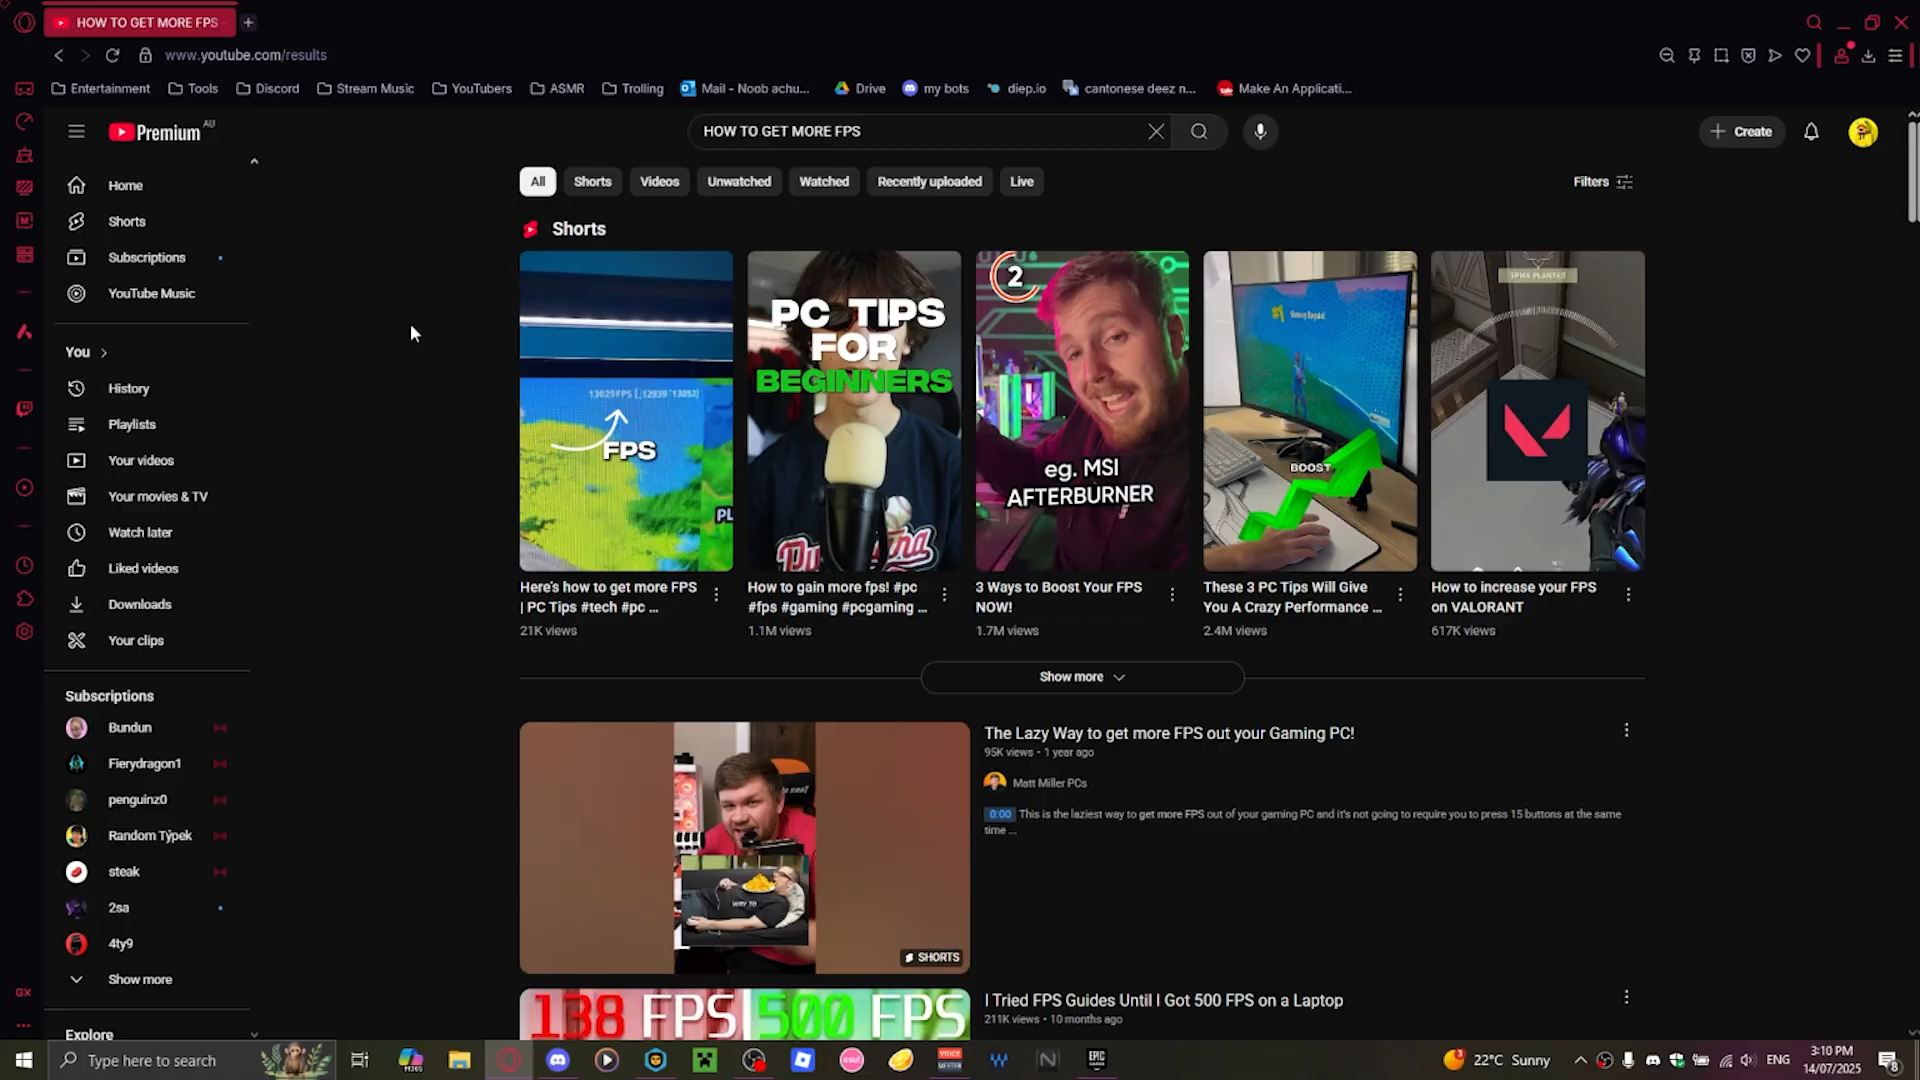 HOW TO GET MORE FPS
www.youtube.com/results
Entertainment
Tools
Discord
Stream Music
YouTubers
ASMR
Trolling
Mail - Noob achu...
Drive
my bots
diep.io
cantonese deez n...
Make An Applicati...
Premium AU
HOW TO GET MORE FPS
Create
Home
Shorts
Subscriptions
YouTube Music
You
History
Playlists
Your videos
Your movies & TV
Watch later
Liked videos
Downloads
Your clips
Subscriptions
Bundun
Fierydragon1
penguinz0
Random Týpek
steak
2sa
4ty9
Show more
Explore
All
Shorts
Videos
Unwatched
Watched
Recently uploaded
Live
Filters
Shorts
FPS
PL
PC TIPS
FOR
BEGINNERS
2
eg. MSI
AFTERBURNER
BOOST
SPIKE PLANTED
Here's how to get more FPS
| PC Tips #tech #pc ...
21K views
How to gain more fps! #pc
#fps #gaming #pcgaming ...
1.1M views
3 Ways to Boost Your FPS
NOW!
1.7M views
These 3 PC Tips Will Give
You A Crazy Performance ...
2.4M views
How to increase your FPS
on VALORANT
617K views
Show more
WAY TO
SHORTS
The Lazy Way to get more FPS out your Gaming PC!
95K views • 1 year ago
Matt Miller PCs
0:00 This is the laziest way to get more FPS out of your gaming PC and it's not going to require you to press 15 buttons at the same
time ...
138 FPS 500 FPS
I Tried FPS Guides Until I Got 500 FPS on a Laptop
211K views • 10 months ago
GX
Type here to search
M365
osu!
VOICE
MEETER
EPIC
GAMES
3
22°C Sunny
ENG
3:10 PM
14/07/2025
8